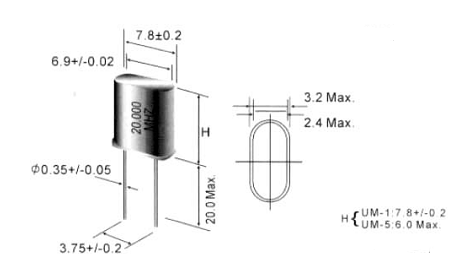 7.8±0.2
6.9+/-0.02
20.000
MHZ
H
Φ0.35+/-0.05
20.0 Max.
3.75+/-0.2
3.2 Max.
2.4 Max.
H { UM-1:7.8+/-0.2
UM-5:6.0 Max.